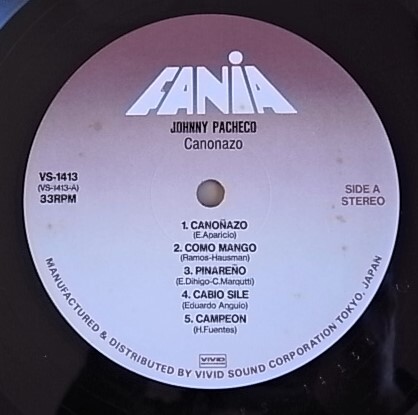 FANIA
JOHNNY PACHECO
Canonazo
VS-1413
(VS-1413-A)
33RPM
SIDE A
STEREO
1. CANOÑAZO
(E.Aparicio)
2. COMO MANGO
(Ramos-Hausman)
3. PINAREÑO
(E.Dihigo-C.Marqutti)
4. CABIO SILE
(Eduardo Anguio)
5. CAMPEON
(H.Fuentes)
VIVID
MANUFACTURED & DISTRIBUTED BY VIVID SOUND CORPORATION TOKYO, JAPAN